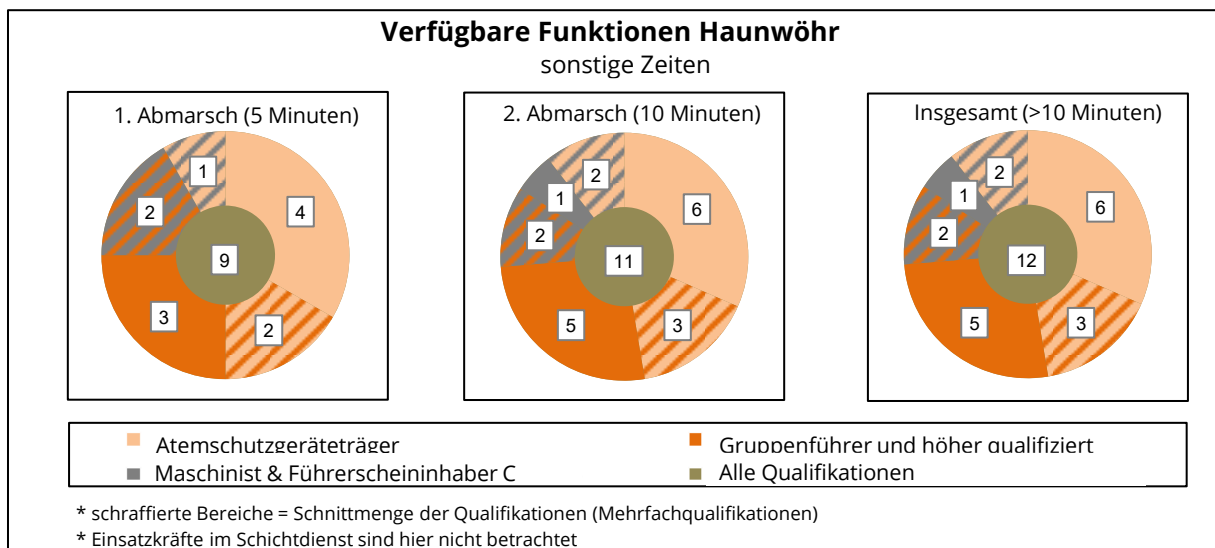 Verfügbare Funktionen Haunwöhr
sonstige Zeiten
1. Abmarsch (5 Minuten)
1
2
4
9
3
2
2. Abmarsch (10 Minuten)
2
1
6
2
11
5
3
Insgesamt (>10 Minuten)
2
1
6
2
12
5
3
Atemschutzgeräteträger
Gruppenführer und höher qualifiziert
Maschinist & Führerscheininhaber C
Alle Qualifikationen
* schraffierte Bereiche = Schnittmenge der Qualifikationen (Mehrfachqualifikationen)
* Einsatzkräfte im Schichtdienst sind hier nicht betrachtet